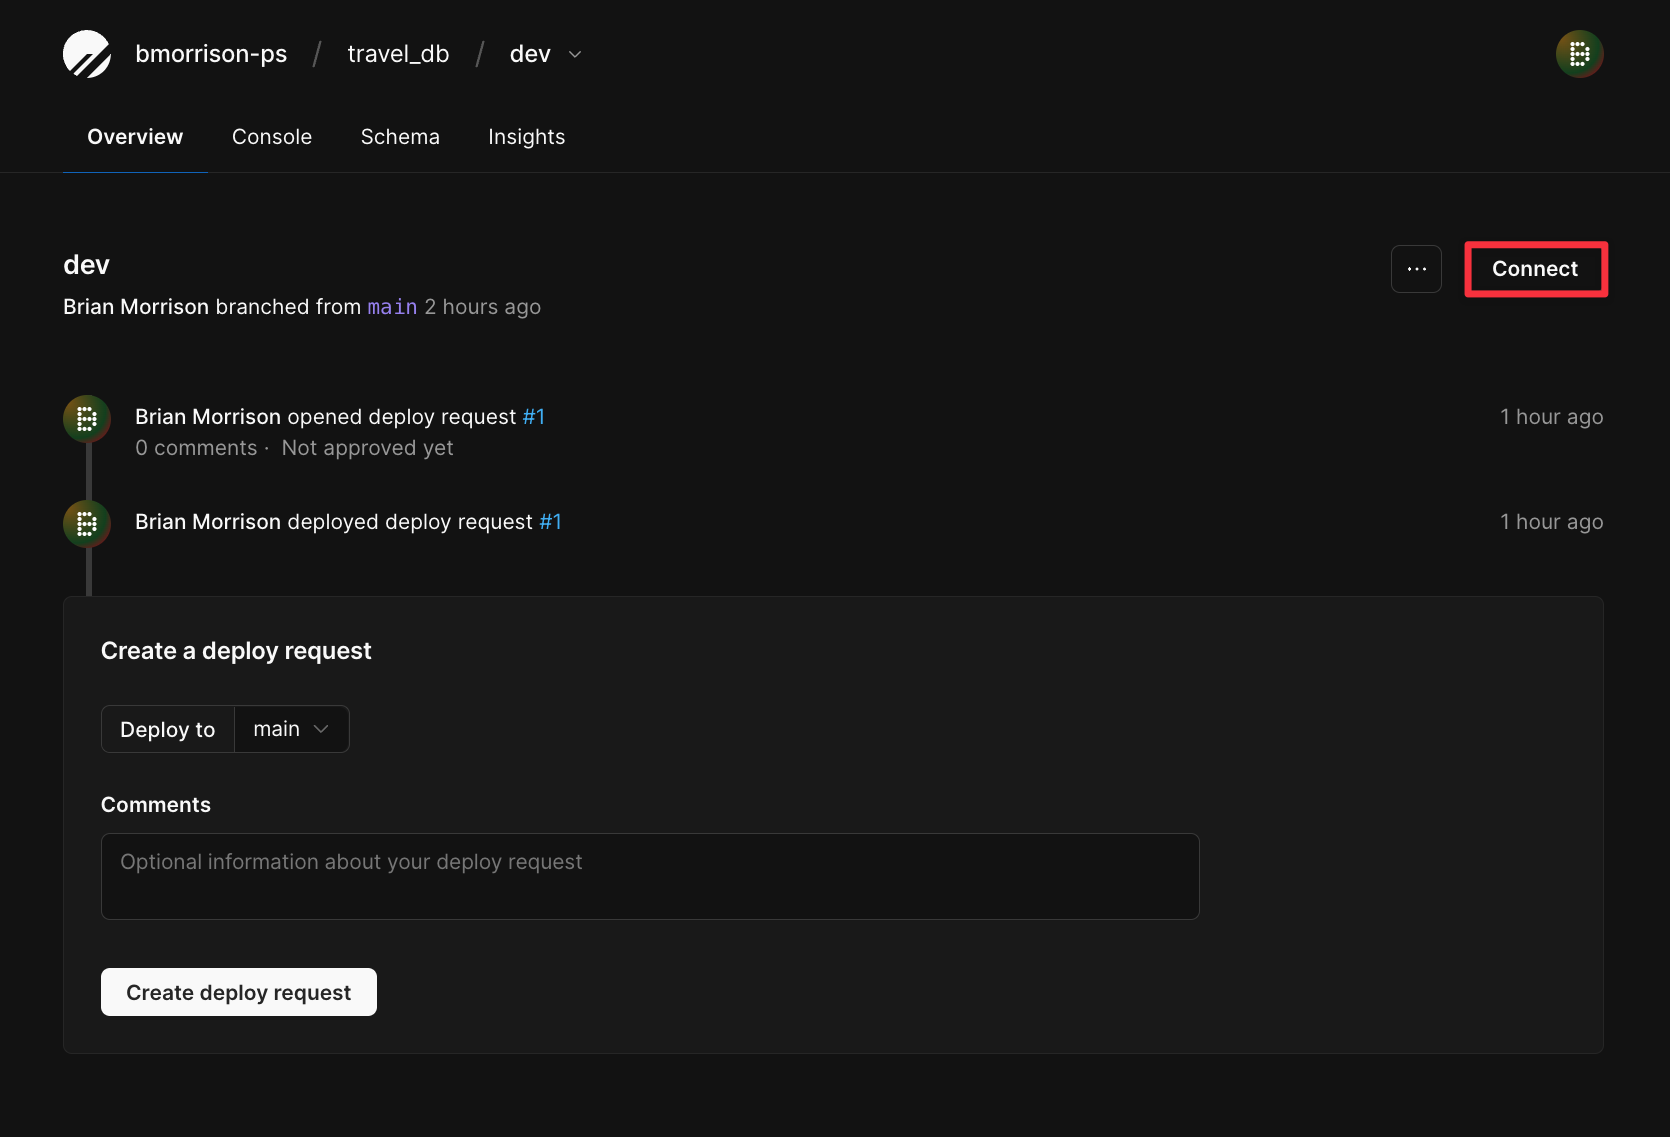 bmorrison-ps / travel_db / dev
Overview Console Schema Insights
dev
... Connect
Brian Morrison branched from main 2 hours ago
Brian Morrison opened deploy request #1 1 hour ago
0 comments · Not approved yet
Brian Morrison deployed deploy request #1 1 hour ago
Create a deploy request
Deploy to main
Comments
Optional information about your deploy request
Create deploy request